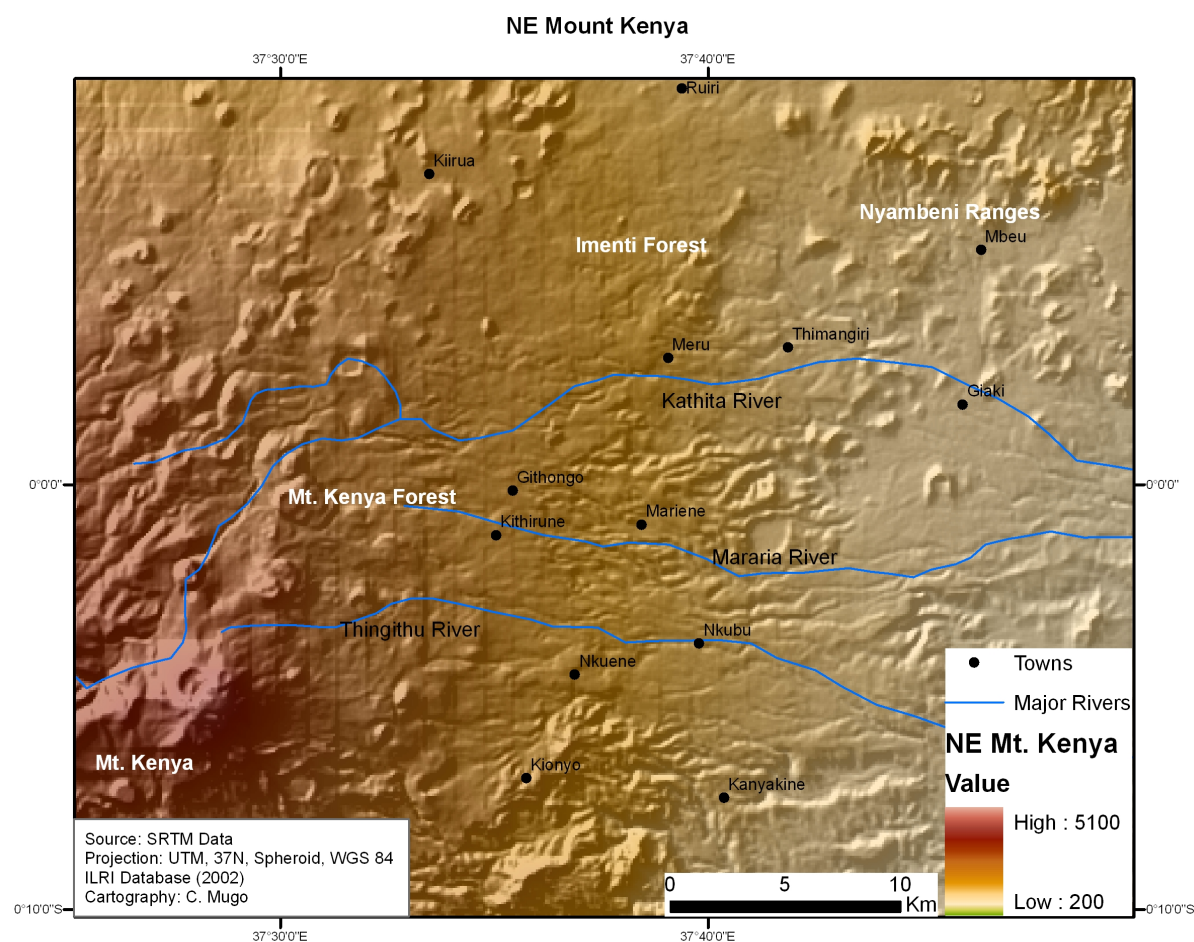 NE Mount Kenya
37°30'0"E
37°40'0"E
Ruiri
Kiirua
Nyambeni Ranges
Mbeu
Imenti Forest
Thimangiri
Meru
Giaki
Kathita River
Githongo
0°0'0"
0°0'0"
Mt. Kenya Forest
Mariene
Kithirune
Mararia River
Thingithu River
Nkubu
Nkuene
Mt. Kenya
Kionyo
Kanyakine
Towns
Major Rivers
NE Mt. Kenya
Value
High : 5100
Low : 200
Source: SRTM Data
Projection: UTM, 37N, Spheroid, WGS 84
ILRI Database (2002)
Cartography: C. Mugo
0 5 10
Km
0°10'0"S
0°10'0"S
37°30'0"E
37°40'0"E